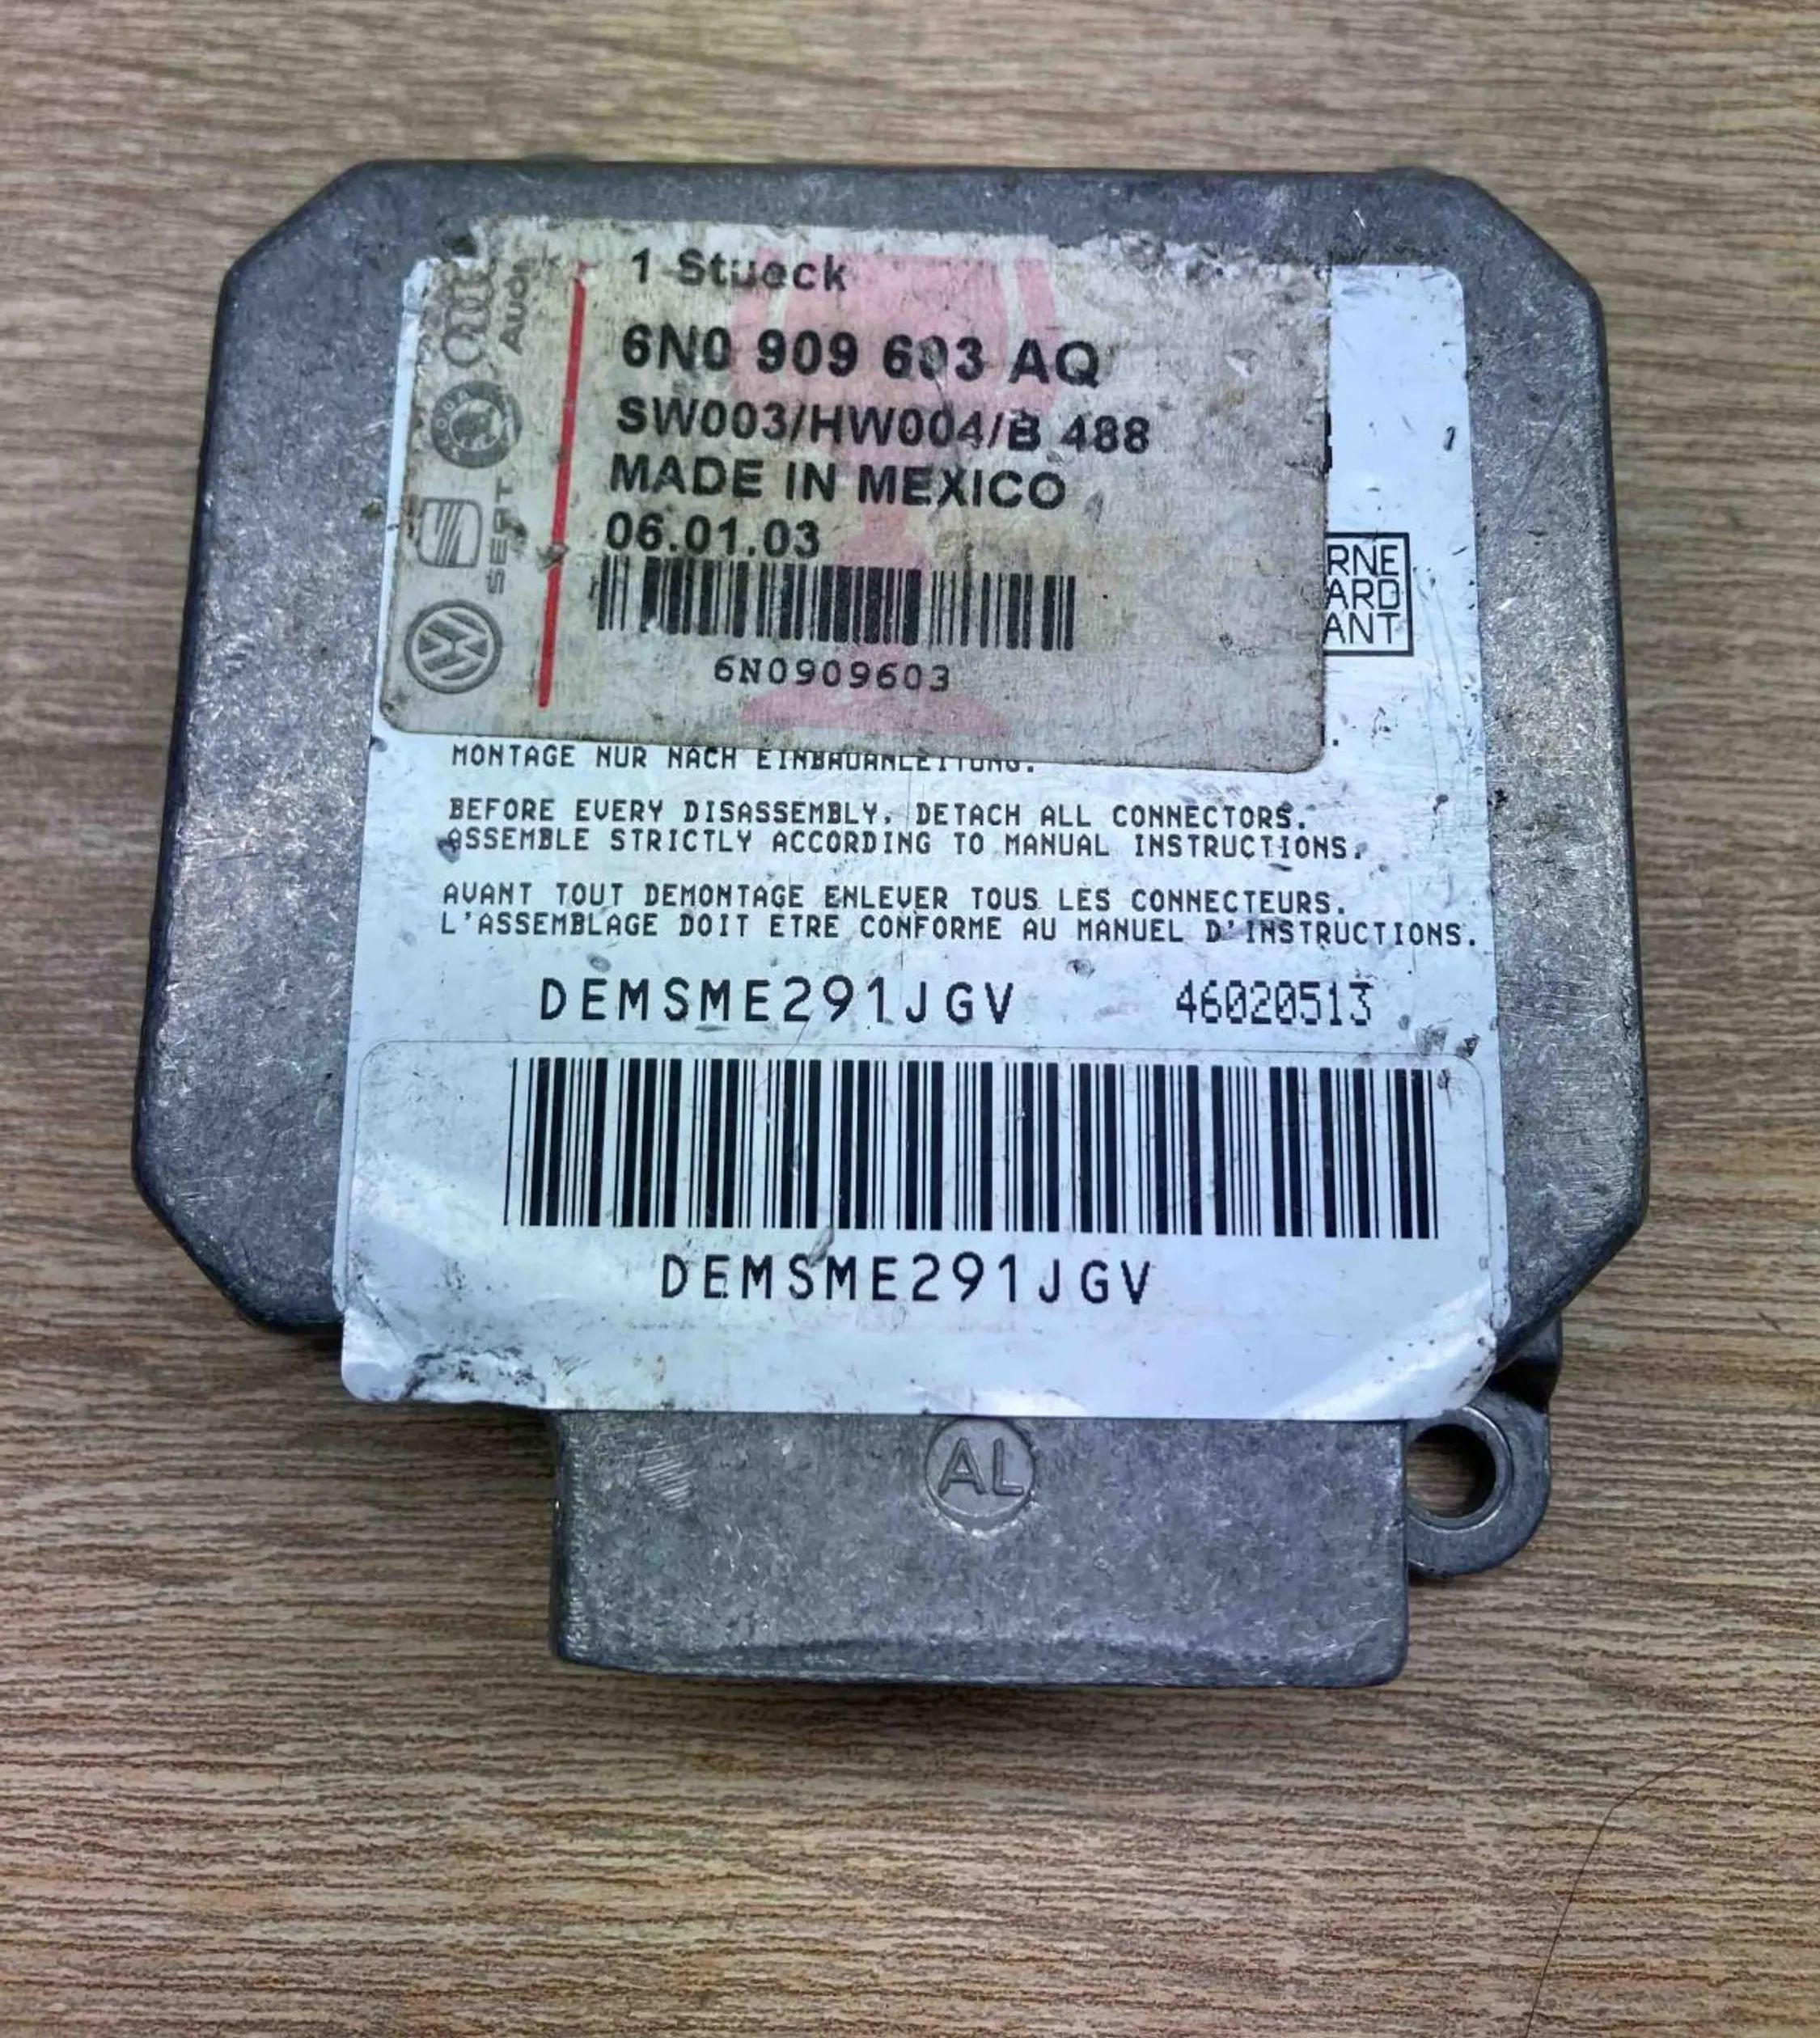 1 Stueck
6N0 909 603 AQ
SW003/HW004/B 488
MADE IN MEXICO
06.01.03
6N0909603
AUDI
SEAT
RNE
ARD
ANT
MONTAGE NUR NACH EINBAUANLEITUNG.
BEFORE EVERY DISASSEMBLY, DETACH ALL CONNECTORS.
ASSEMBLE STRICTLY ACCORDING TO MANUAL INSTRUCTIONS.
AVANT TOUT DEMONTAGE ENLEVER TOUS LES CONNECTEURS.
L'ASSEMBLAGE DOIT ETRE CONFORME AU MANUEL D'INSTRUCTIONS.
DEMSME291JGV 46020513
DEMSME291JGV
AL